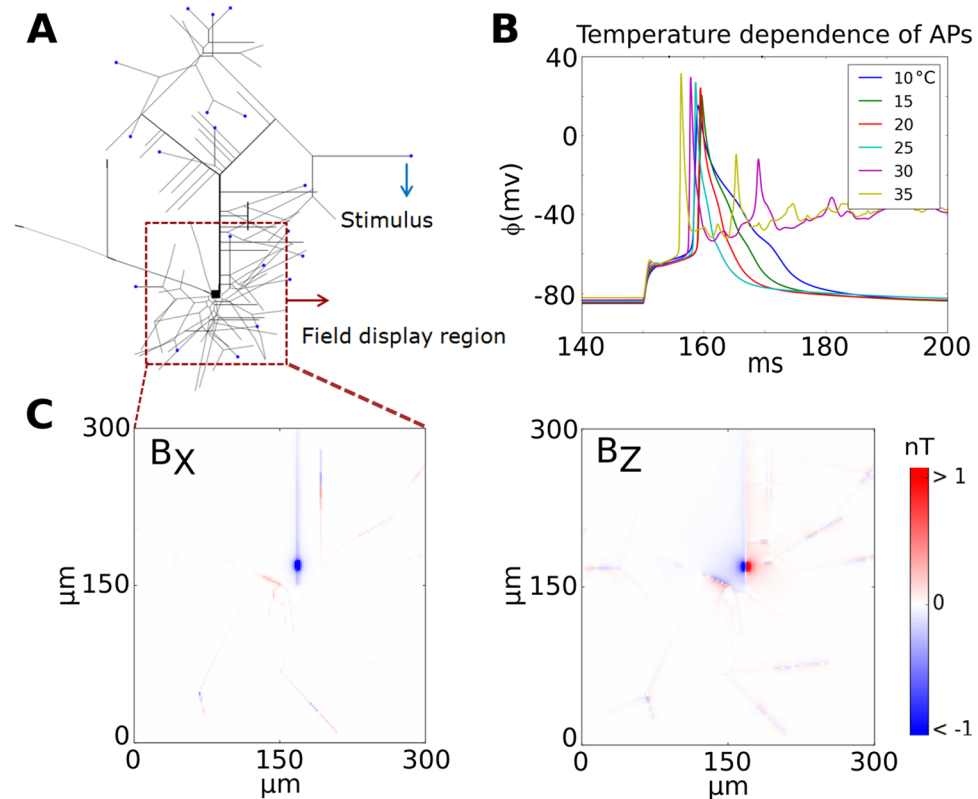 A
Stimulus
Field display region
B
Temperature dependence of APs
40
0
-40
-80
ϕ(mv)
10 °C
15
20
25
30
35
140
160
180
200
ms
C
300
150
0
μm
B X
0
150
300
μm
300
150
0
μm
B Z
0
150
300
μm
nT
> 1
0
< -1